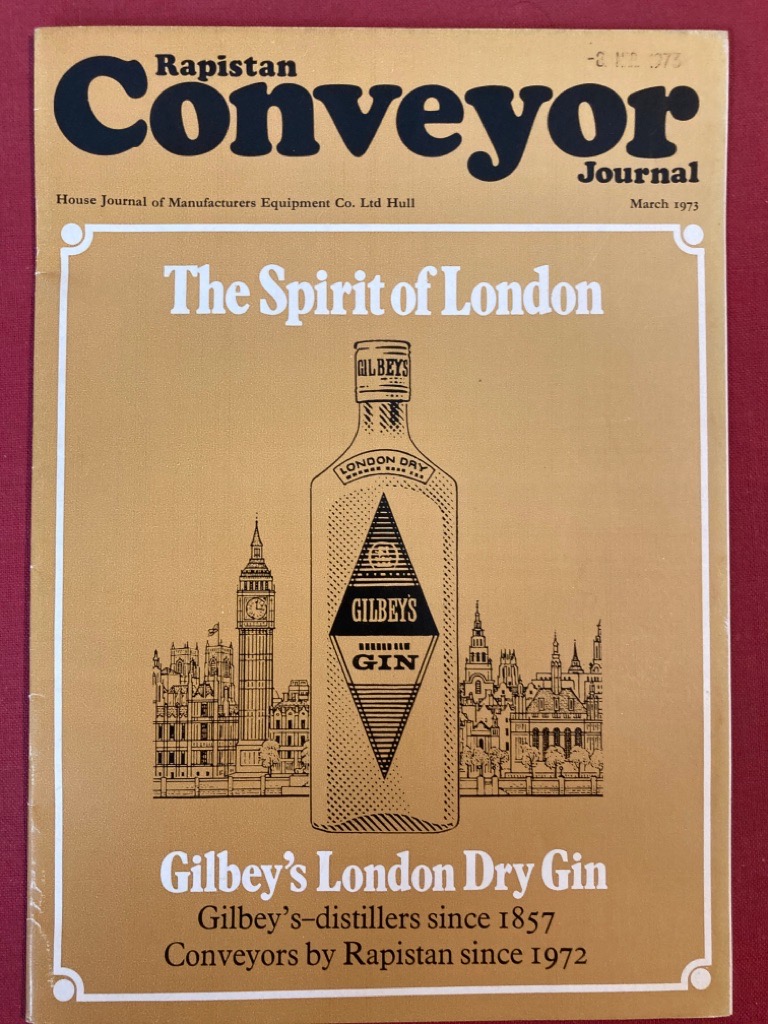 Rapistan
Conveyor
Journal
House Journal of Manufacturers Equipment Co. Ltd Hull
March 1973
The Spirit of London
GILBEY'S
LONDON DRY
GILBEY'S
GIN
Gilbey's London Dry Gin
Gilbey's–distillers since 1857
Conveyors by Rapistan since 1972